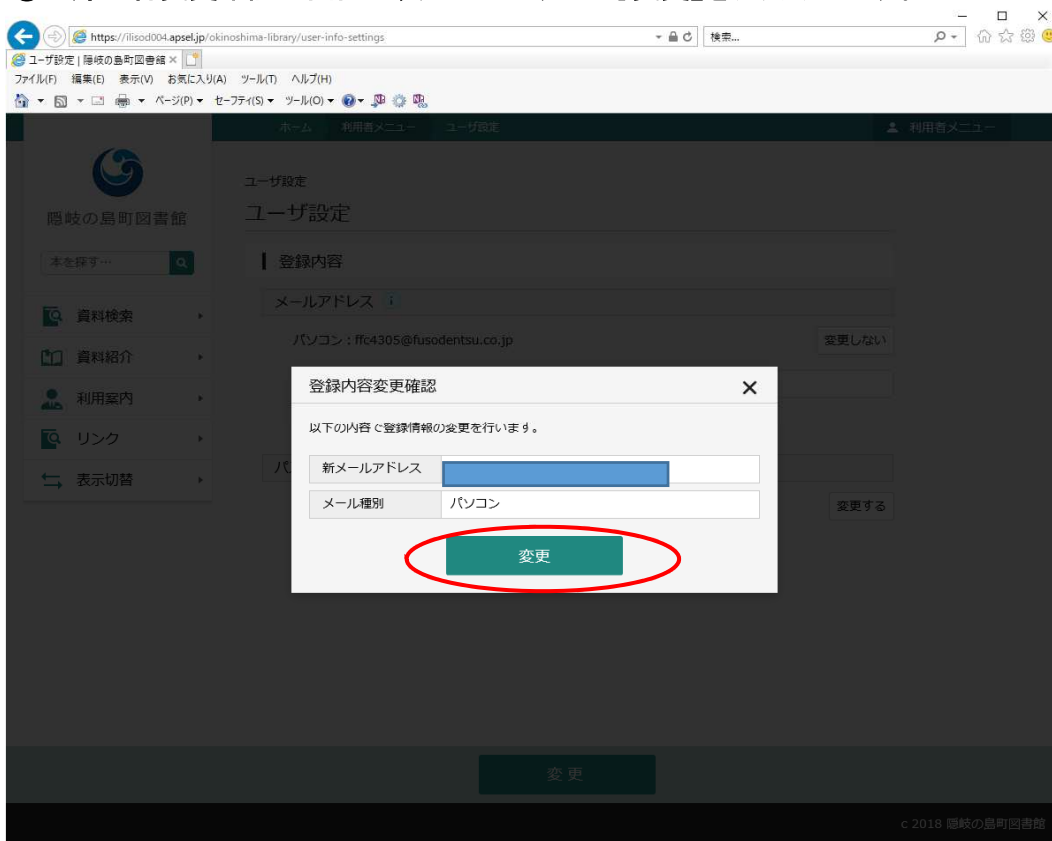 https://ilisod004.apsel.jp/okinoshima-library/user-info-settings
検索...
ユーザ設定 | 隠岐の島町図書館 ×
ファイル(F) 編集(E) 表示(V) お気に入り(A) ツール(T) ヘルプ(H)
ページ(P) セーフティ(S) ツール(O)
ホーム 利用者メニュー ユーザ設定 利用者メニュー
隠岐の島町図書館
本を探す…
資料検索
資料紹介
利用案内
リンク
表示切替
ユーザ設定
ユーザ設定
登録内容
メールアドレス
パソコン : ffc4305@fusodentsu.co.jp
変更しない
登録内容変更確認
以下の内容で登録情報の変更を行います。
新メールアドレス
メール種別 パソコン
変更
変更する
変更
c 2018 隠岐の島町図書館